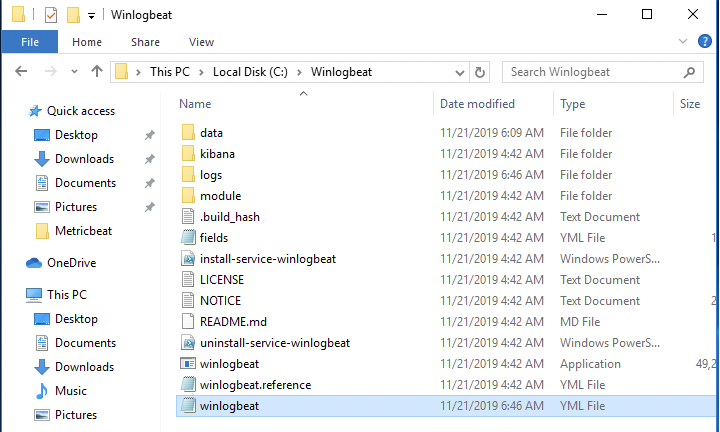 Winlogbeat
File Home Share View
This PC Local Disk (C:) Winlogbeat Search Winlogbeat
Name Date modified Type Size
Quick access
Desktop
Downloads
Documents
Pictures
Metricbeat
OneDrive
This PC
Desktop
Documents
Downloads
Music
Pictures
data 11/21/2019 6:09 AM File folder
kibana 11/21/2019 4:42 AM File folder
logs 11/21/2019 6:46 AM File folder
module 11/21/2019 4:42 AM File folder
.build_hash 11/21/2019 4:42 AM Text Document
fields 11/21/2019 4:42 AM YML File 1
install-service-winlogbeat 11/21/2019 4:42 AM Windows PowerS...
LICENSE 11/21/2019 4:42 AM Text Document
NOTICE 11/21/2019 4:42 AM Text Document 2
README.md 11/21/2019 4:42 AM MD File
uninstall-service-winlogbeat 11/21/2019 4:42 AM Windows PowerS...
winlogbeat 11/21/2019 4:42 AM Application 49,2
winlogbeat.reference 11/21/2019 4:42 AM YML File
winlogbeat 11/21/2019 6:46 AM YML File